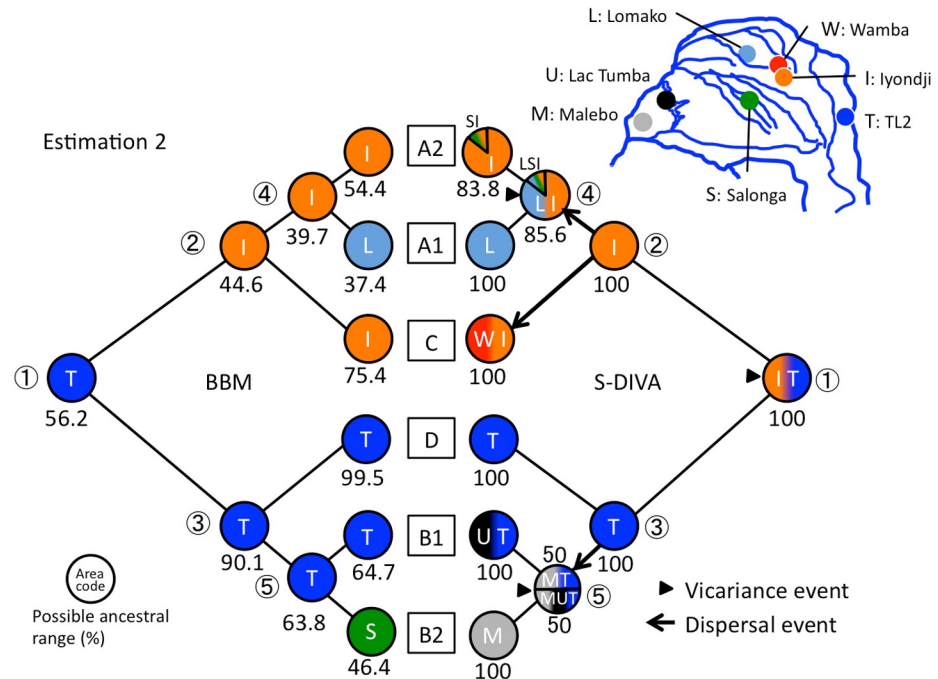 L: Lomako
W: Wamba
U: Lac Tumba
I: Iyondji
M: Malebo
T: TL2
S: Salonga
Estimation 2
SI
I
A2
I
54.4
83.8
LSI
④
I
39.7
L I
④
85.6
②
I
44.6
L
37.4
A1
L
100
I
②
100
I
75.4
C
W I
100
①
T
56.2
BBM
S-DIVA
I T
①
100
T
99.5
D
T
100
③
T
90.1
T
64.7
B1
U T
100
T
③
100
⑤
T
63.8
50
MT
MUT
⑤
50
S
46.4
B2
M
100
Area
code
Possible ancestral
range (%)
Vicariance event
Dispersal event